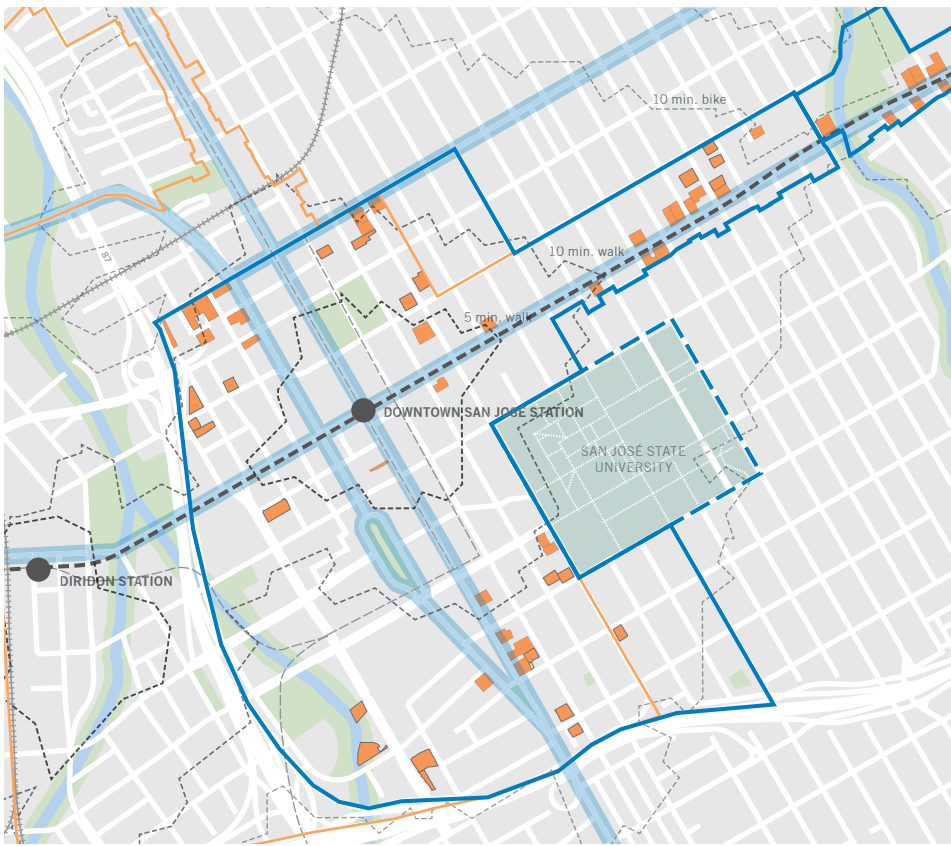 10 min. bike
10 min. walk
87
5 min. walk
DOWNTOWN SAN JOSE STATION
SAN JOSÉ STATE
UNIVERSITY
DIRIDON STATION